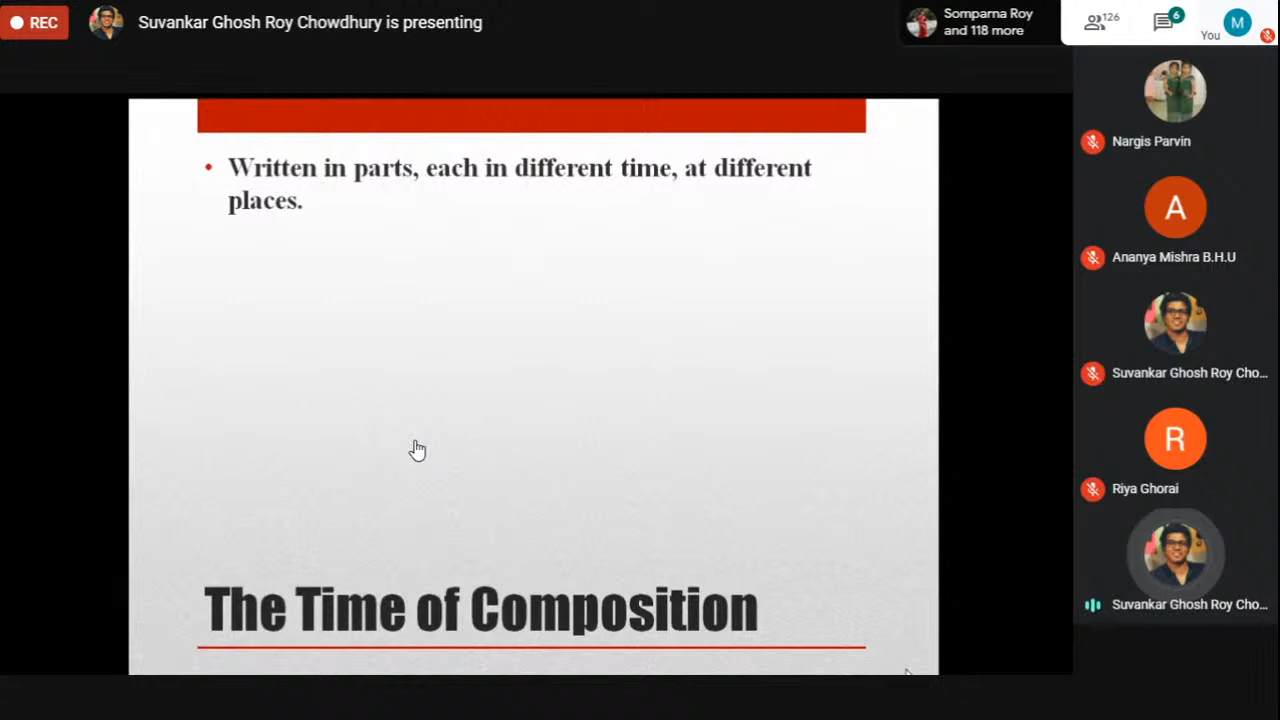 REC
Suvankar Ghosh Roy Chowdhury is presenting
Somparna Roy
and 118 more
126
6
You
M
• Written in parts, each in different time, at different
places.
The Time of Composition
Nargis Parvin
A
Ananya Mishra B.H.U
Suvankar Ghosh Roy Cho...
R
Riya Ghorai
Suvankar Ghosh Roy Cho...